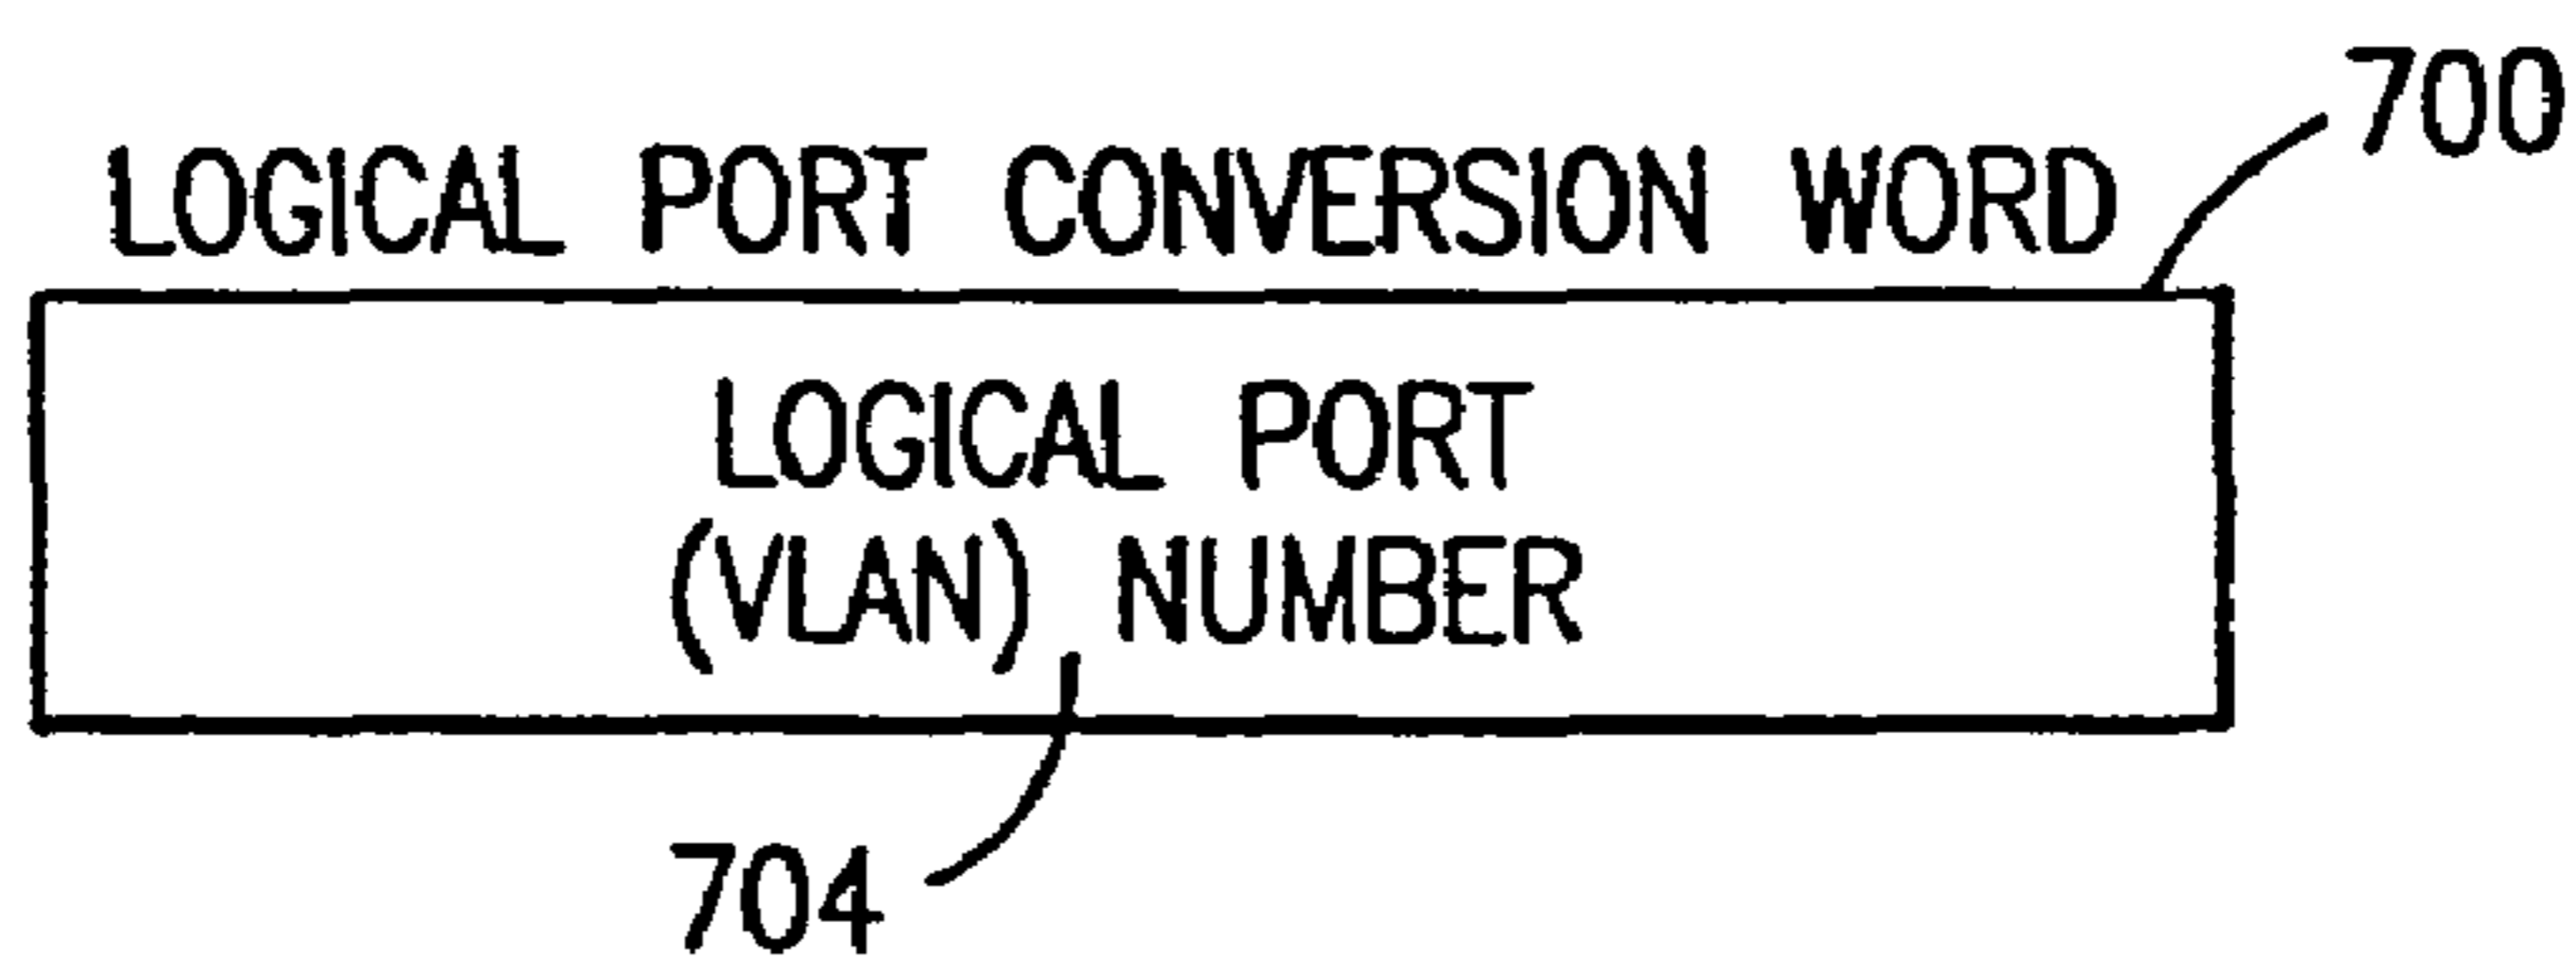 700
LOGICAL PORT CONVERSION WORD
LOGICAL PORT
(VLAN) NUMBER
704